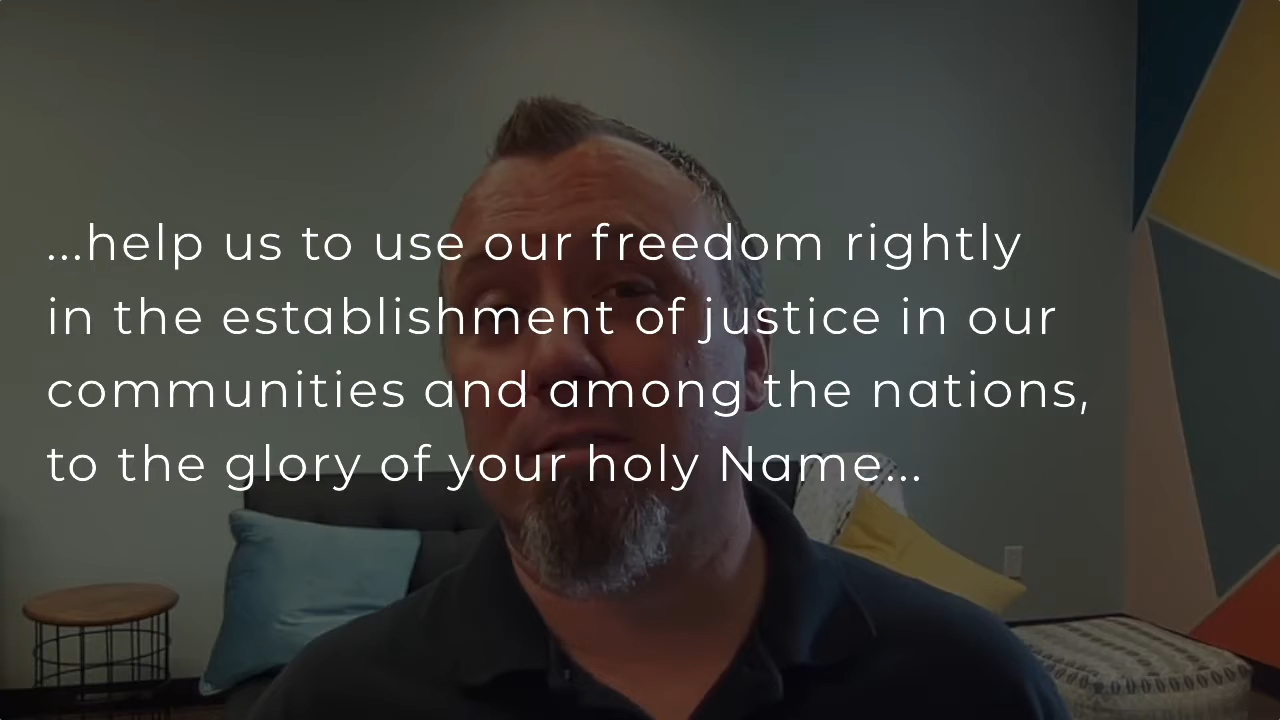 ...help us to use our freedom rightly
in the establishment of justice in our
communities and among the nations,
to the glory of your holy Name...